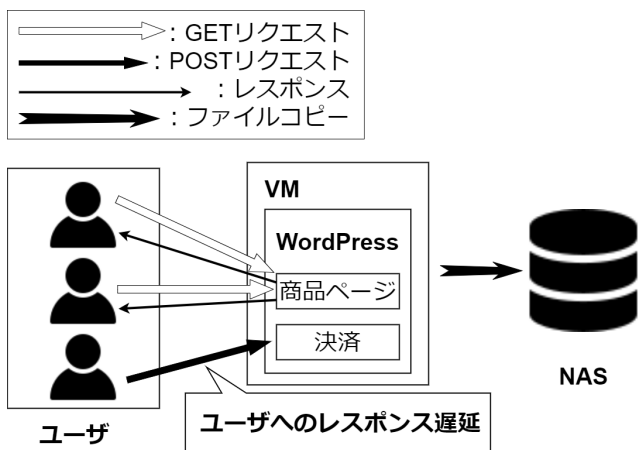 : GETリクエスト
: POSTリクエスト
: レスポンス
: ファイルコピー
VM
WordPress
商品ページ
決済
NAS
ユーザへのレスポンス遅延
ユーザ